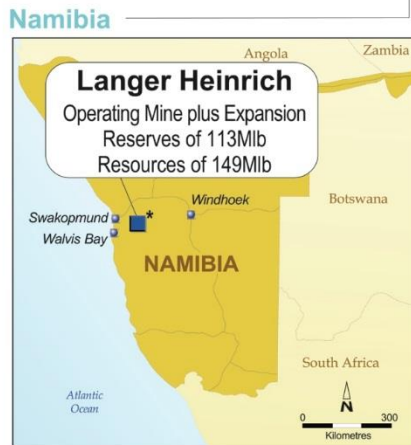 Namibia
Angola
Zambia
Langer Heinrich
Operating Mine plus Expansion
Reserves of 113Mlb
Resources of 149Mlb
Botswana
Windhoek
Swakopmund
*
Walvis Bay
NAMIBIA
South Africa
Atlantic
Ocean
N
0 300
Kilometres